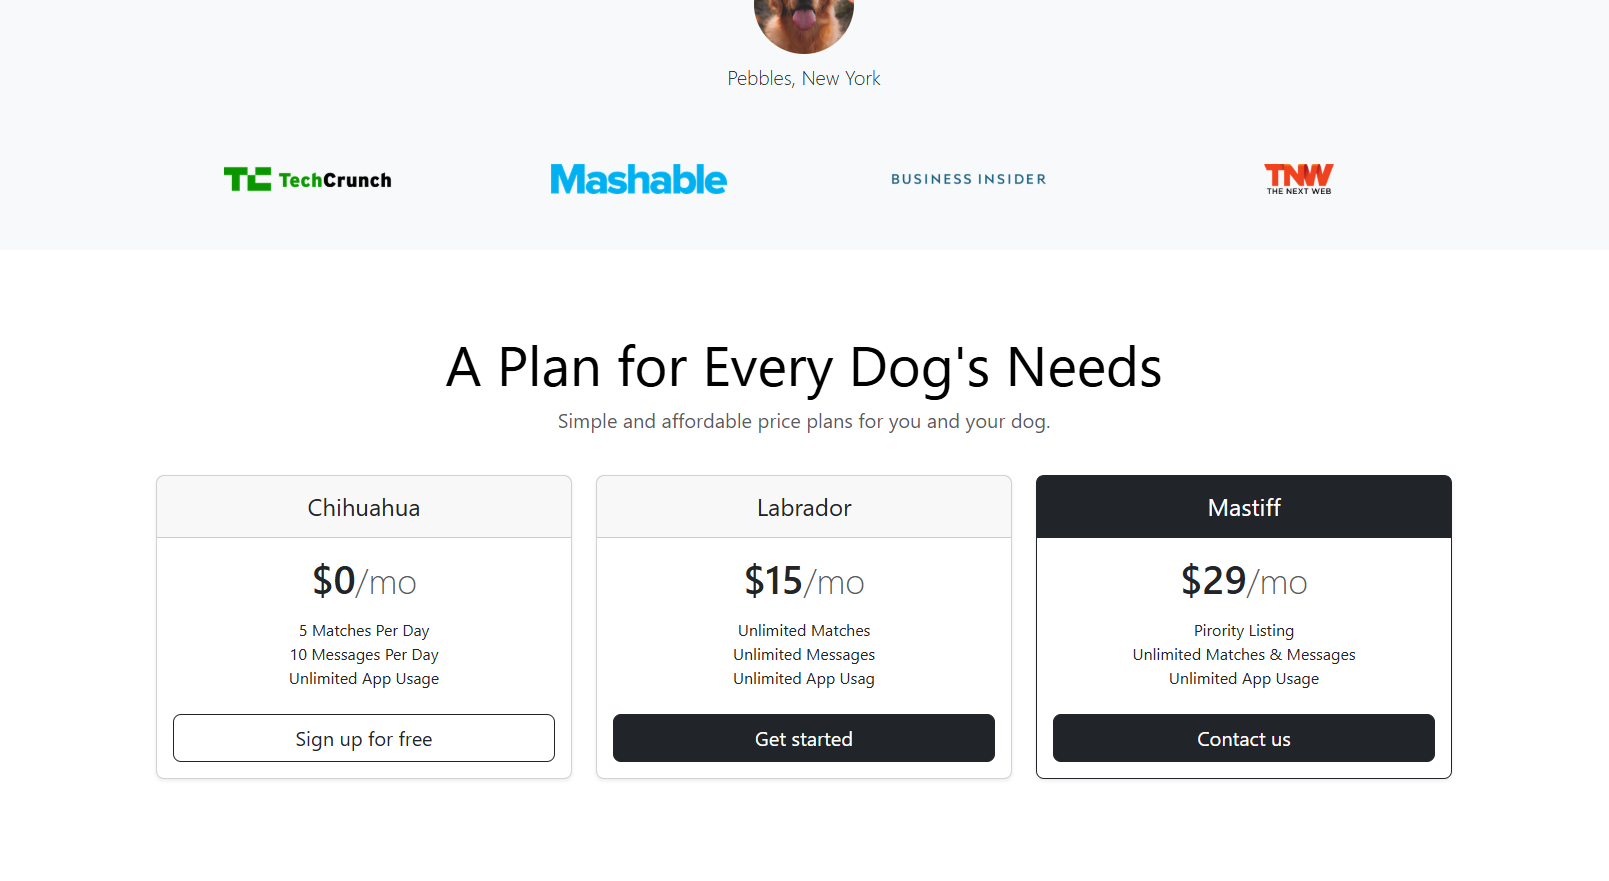 Pebbles, New York
TC TechCrunch
Mashable
BUSINESS INSIDER
TNW
THE NEXT WEB
A Plan for Every Dog's Needs
Simple and affordable price plans for you and your dog.
Chihuahua
$0/mo
5 Matches Per Day
10 Messages Per Day
Unlimited App Usage
Sign up for free
Labrador
$15/mo
Unlimited Matches
Unlimited Messages
Unlimited App Usag
Get started
Mastiff
$29/mo
Pirority Listing
Unlimited Matches & Messages
Unlimited App Usage
Contact us